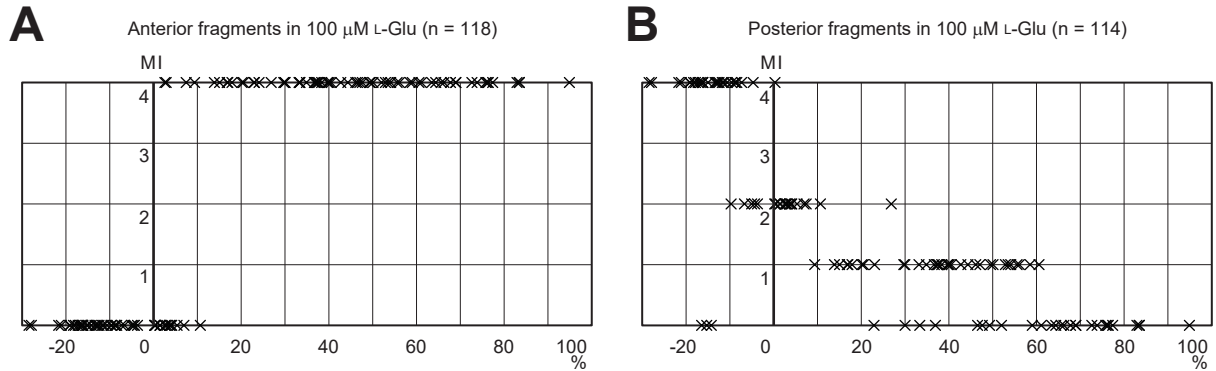 A
Anterior fragments in 100 μM L-Glu (n = 118)
MI
4
3
2
1
-20 0 20 40 60 80 100
%
B
Posterior fragments in 100 μM L-Glu (n = 114)
MI
4
3
2
1
-20 0 20 40 60 80 100
%